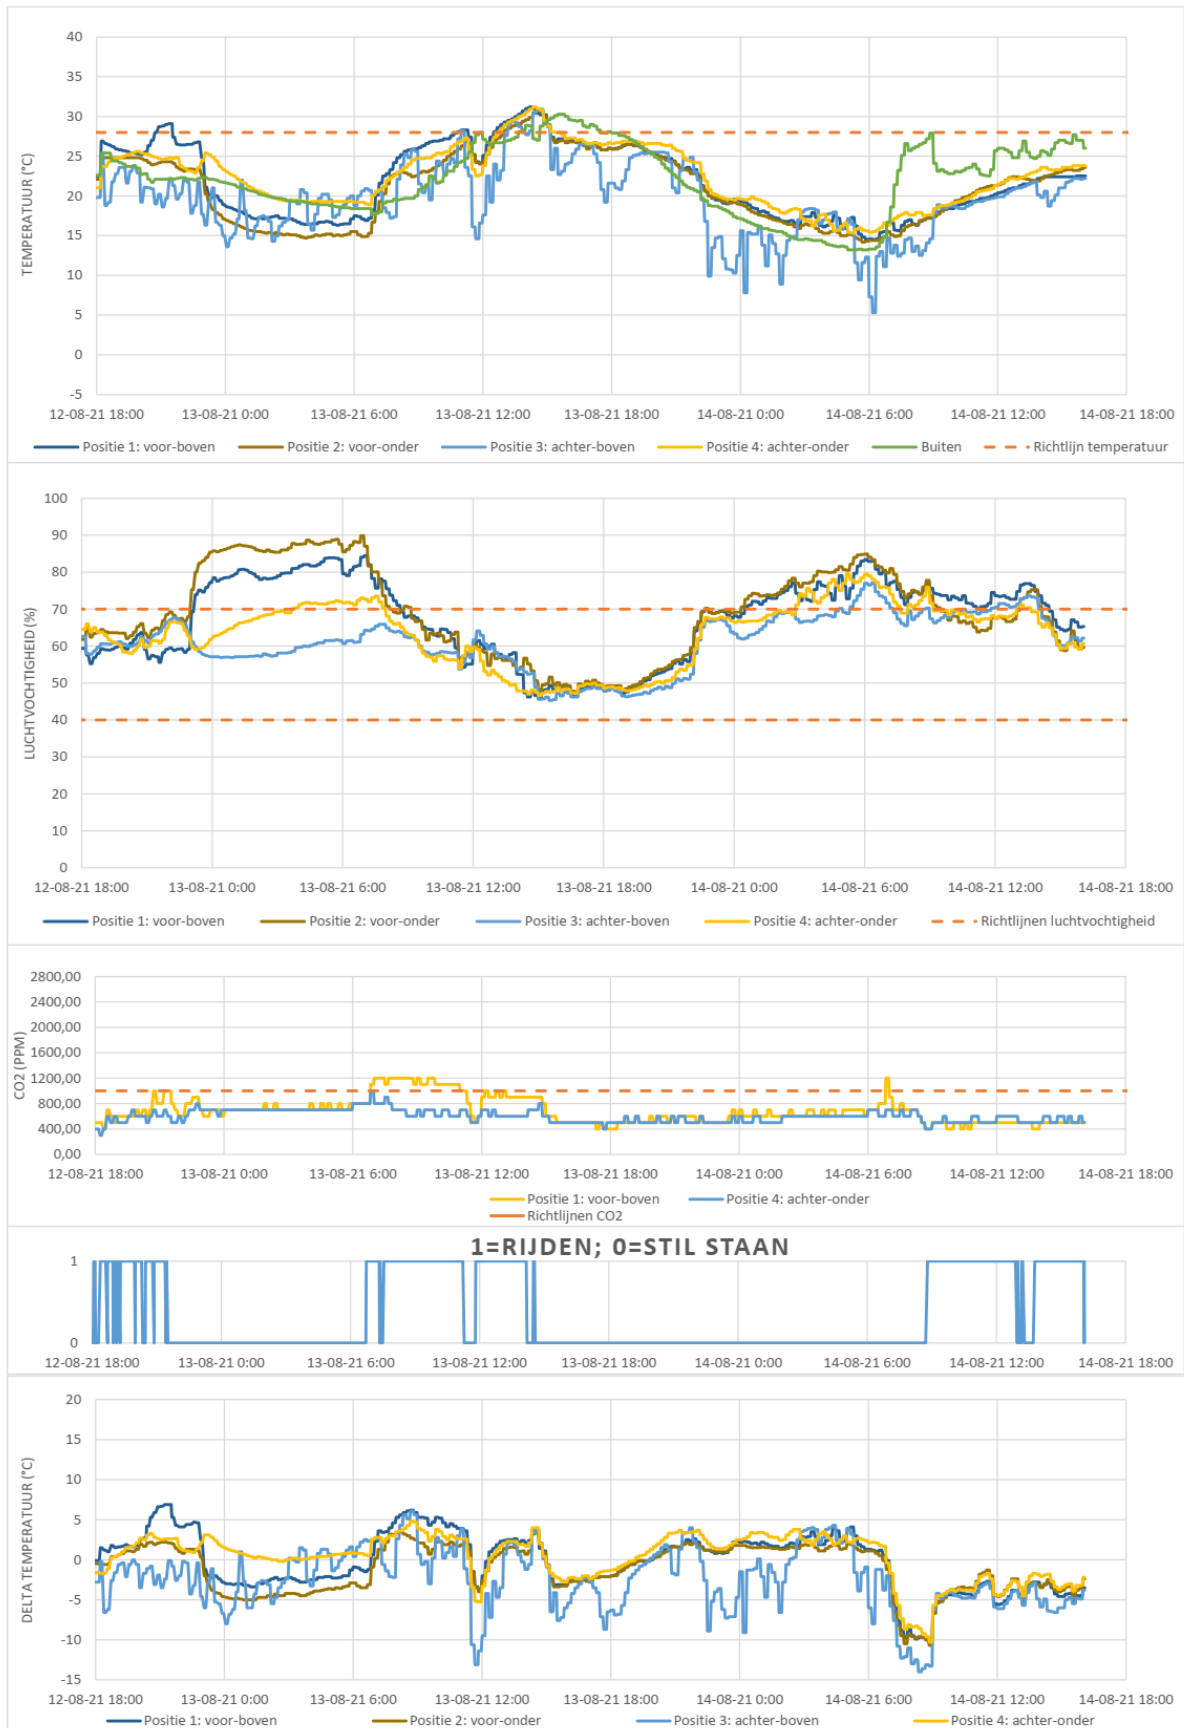 40
35
30
25
20
15
10
5
0
-5
TEMPERATUUR (°C)
12-08-21 18:00 13-08-21 0:00 13-08-21 6:00 13-08-21 12:00 13-08-21 18:00 14-08-21 0:00 14-08-21 6:00 14-08-21 12:00 14-08-21 18:00
Positie 1: voor-boven Positie 2: voor-onder Positie 3: achter-boven Positie 4: achter-onder Buiten Richtlijn temperatuur
100
90
80
70
60
50
40
30
20
10
0
LUCHTVOCHTIGHEID (%)
12-08-21 18:00 13-08-21 0:00 13-08-21 6:00 13-08-21 12:00 13-08-21 18:00 14-08-21 0:00 14-08-21 6:00 14-08-21 12:00 14-08-21 18:00
Positie 1: voor-boven Positie 2: voor-onder Positie 3: achter-boven Positie 4: achter-onder Richtlijnen luchtvochtigheid
2800,00
2400,00
2000,00
1600,00
1200,00
800,00
400,00
0,00
CO2 (PPM)
12-08-21 18:00 13-08-21 0:00 13-08-21 6:00 13-08-21 12:00 13-08-21 18:00 14-08-21 0:00 14-08-21 6:00 14-08-21 12:00 14-08-21 18:00
Positie 1: voor-boven Positie 4: achter-onder
Richtlijnen CO2
1=RIJDEN; 0=STIL STAAN
1
0
12-08-21 18:00 13-08-21 0:00 13-08-21 6:00 13-08-21 12:00 13-08-21 18:00 14-08-21 0:00 14-08-21 6:00 14-08-21 12:00 14-08-21 18:00
20
15
10
5
0
-5
-10
-15
DELTA TEMPERATUUR (°C)
12-08-21 18:00 13-08-21 0:00 13-08-21 6:00 13-08-21 12:00 13-08-21 18:00 14-08-21 0:00 14-08-21 6:00 14-08-21 12:00 14-08-21 18:00
Positie 1: voor-boven Positie 2: voor-onder Positie 3: achter-boven Positie 4: achter-onder